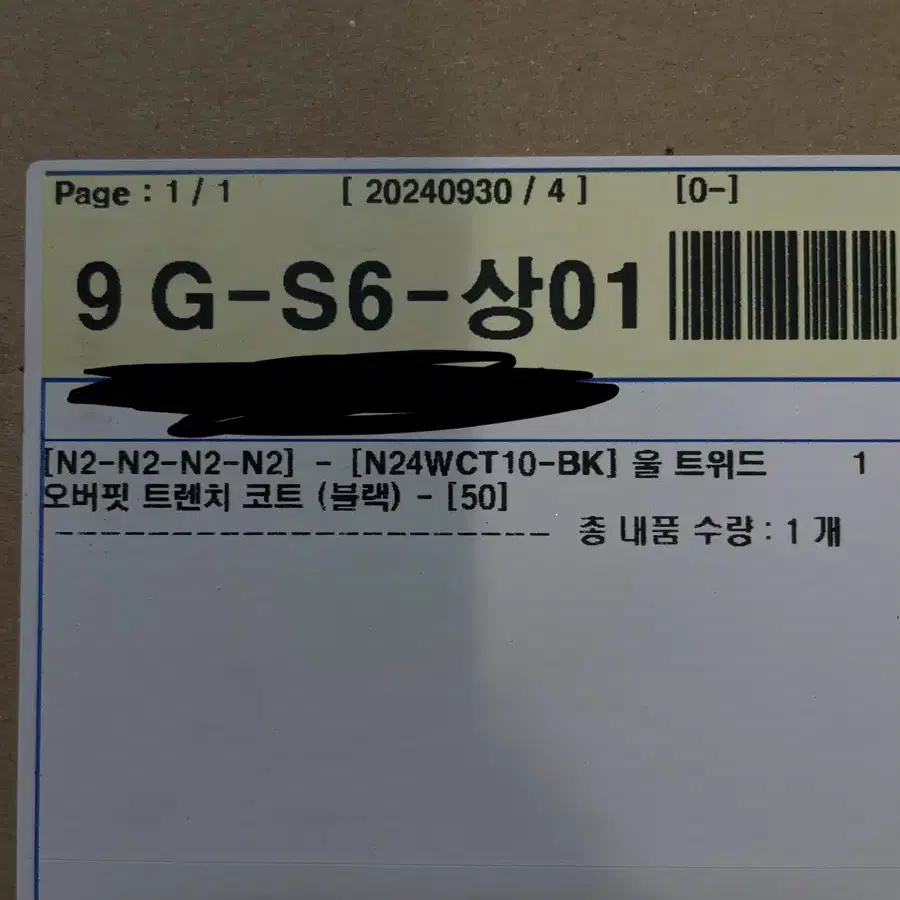 Page : 1 / 1 [ 20240930 / 4 ] [0-]
9 G-S6-상01
[N2-N2-N2-N2] - [N24WCT10-BK] 울 트위드 1
오버핏 트렌치 코트 (블랙) - [50]
------------------------------ 총 내품 수량 : 1 개